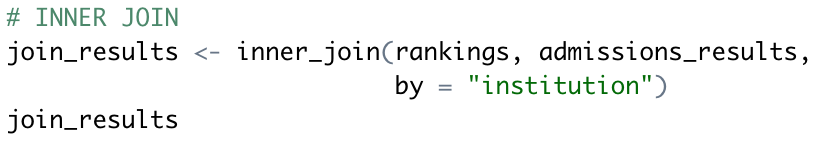 # INNER JOIN
join_results <- inner_join(rankings, admissions_results,
                           by = "institution")
join_results